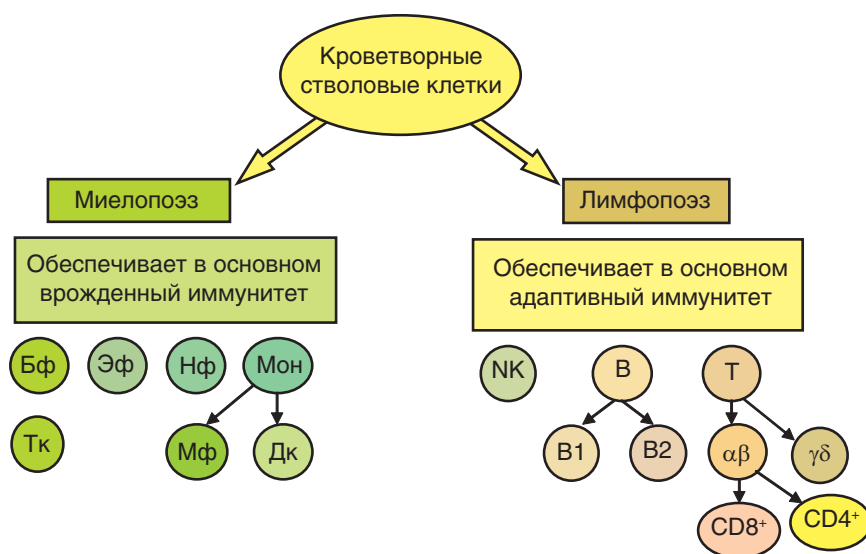 Кроветворные
стволовые клетки
Миелопоэз
Лимфопоэз
Обеспечивает в основном
врожденный иммунитет
Обеспечивает в основном
адаптивный иммунитет
Бф
Эф
Нф
Мон
NK
B
T
Тк
Мф
Дк
B1
B2
αβ
γδ
CD8⁺
CD4⁺